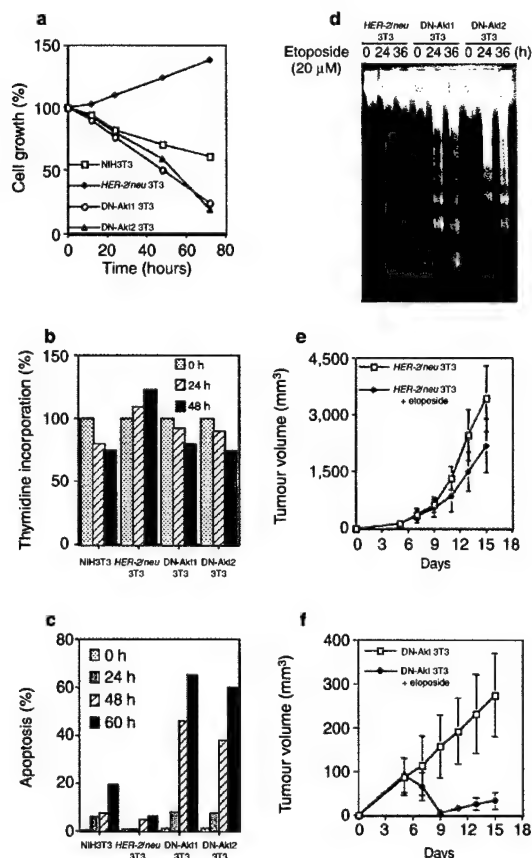 a
Cell growth (%)
150
100
50
0
NIH3T3
HER-2/neu 3T3
DN-Akt1 3T3
DN-Akt2 3T3
0 20 40 60 80
Time (hours)
b
Thymidine incorporation (%)
150
100
50
0
0 h
24 h
48 h
NIH3T3 HER-2/neu 3T3 DN-Akt1 3T3 DN-Akt2 3T3
c
Apoptosis (%)
80
60
40
20
0
0 h
24 h
48 h
60 h
NIH3T3 HER-2/neu 3T3 DN-Akt1 3T3 DN-Akt2 3T3
d
HER-2/neu 3T3 DN-Akt1 3T3 DN-Akt2 3T3
Etoposide (20 µM)
0 24 36 0 24 36 0 24 36 (h)
e
Tumour volume (mm³)
4,500
3,000
1,500
0
HER-2/neu 3T3
HER-2/neu 3T3 + etoposide
0 3 6 9 12 15 18
Days
f
Tumour volume (mm³)
400
300
200
100
0
DN-Akt 3T3
DN-Akt 3T3 + etoposide
0 3 6 9 12 15 18
Days